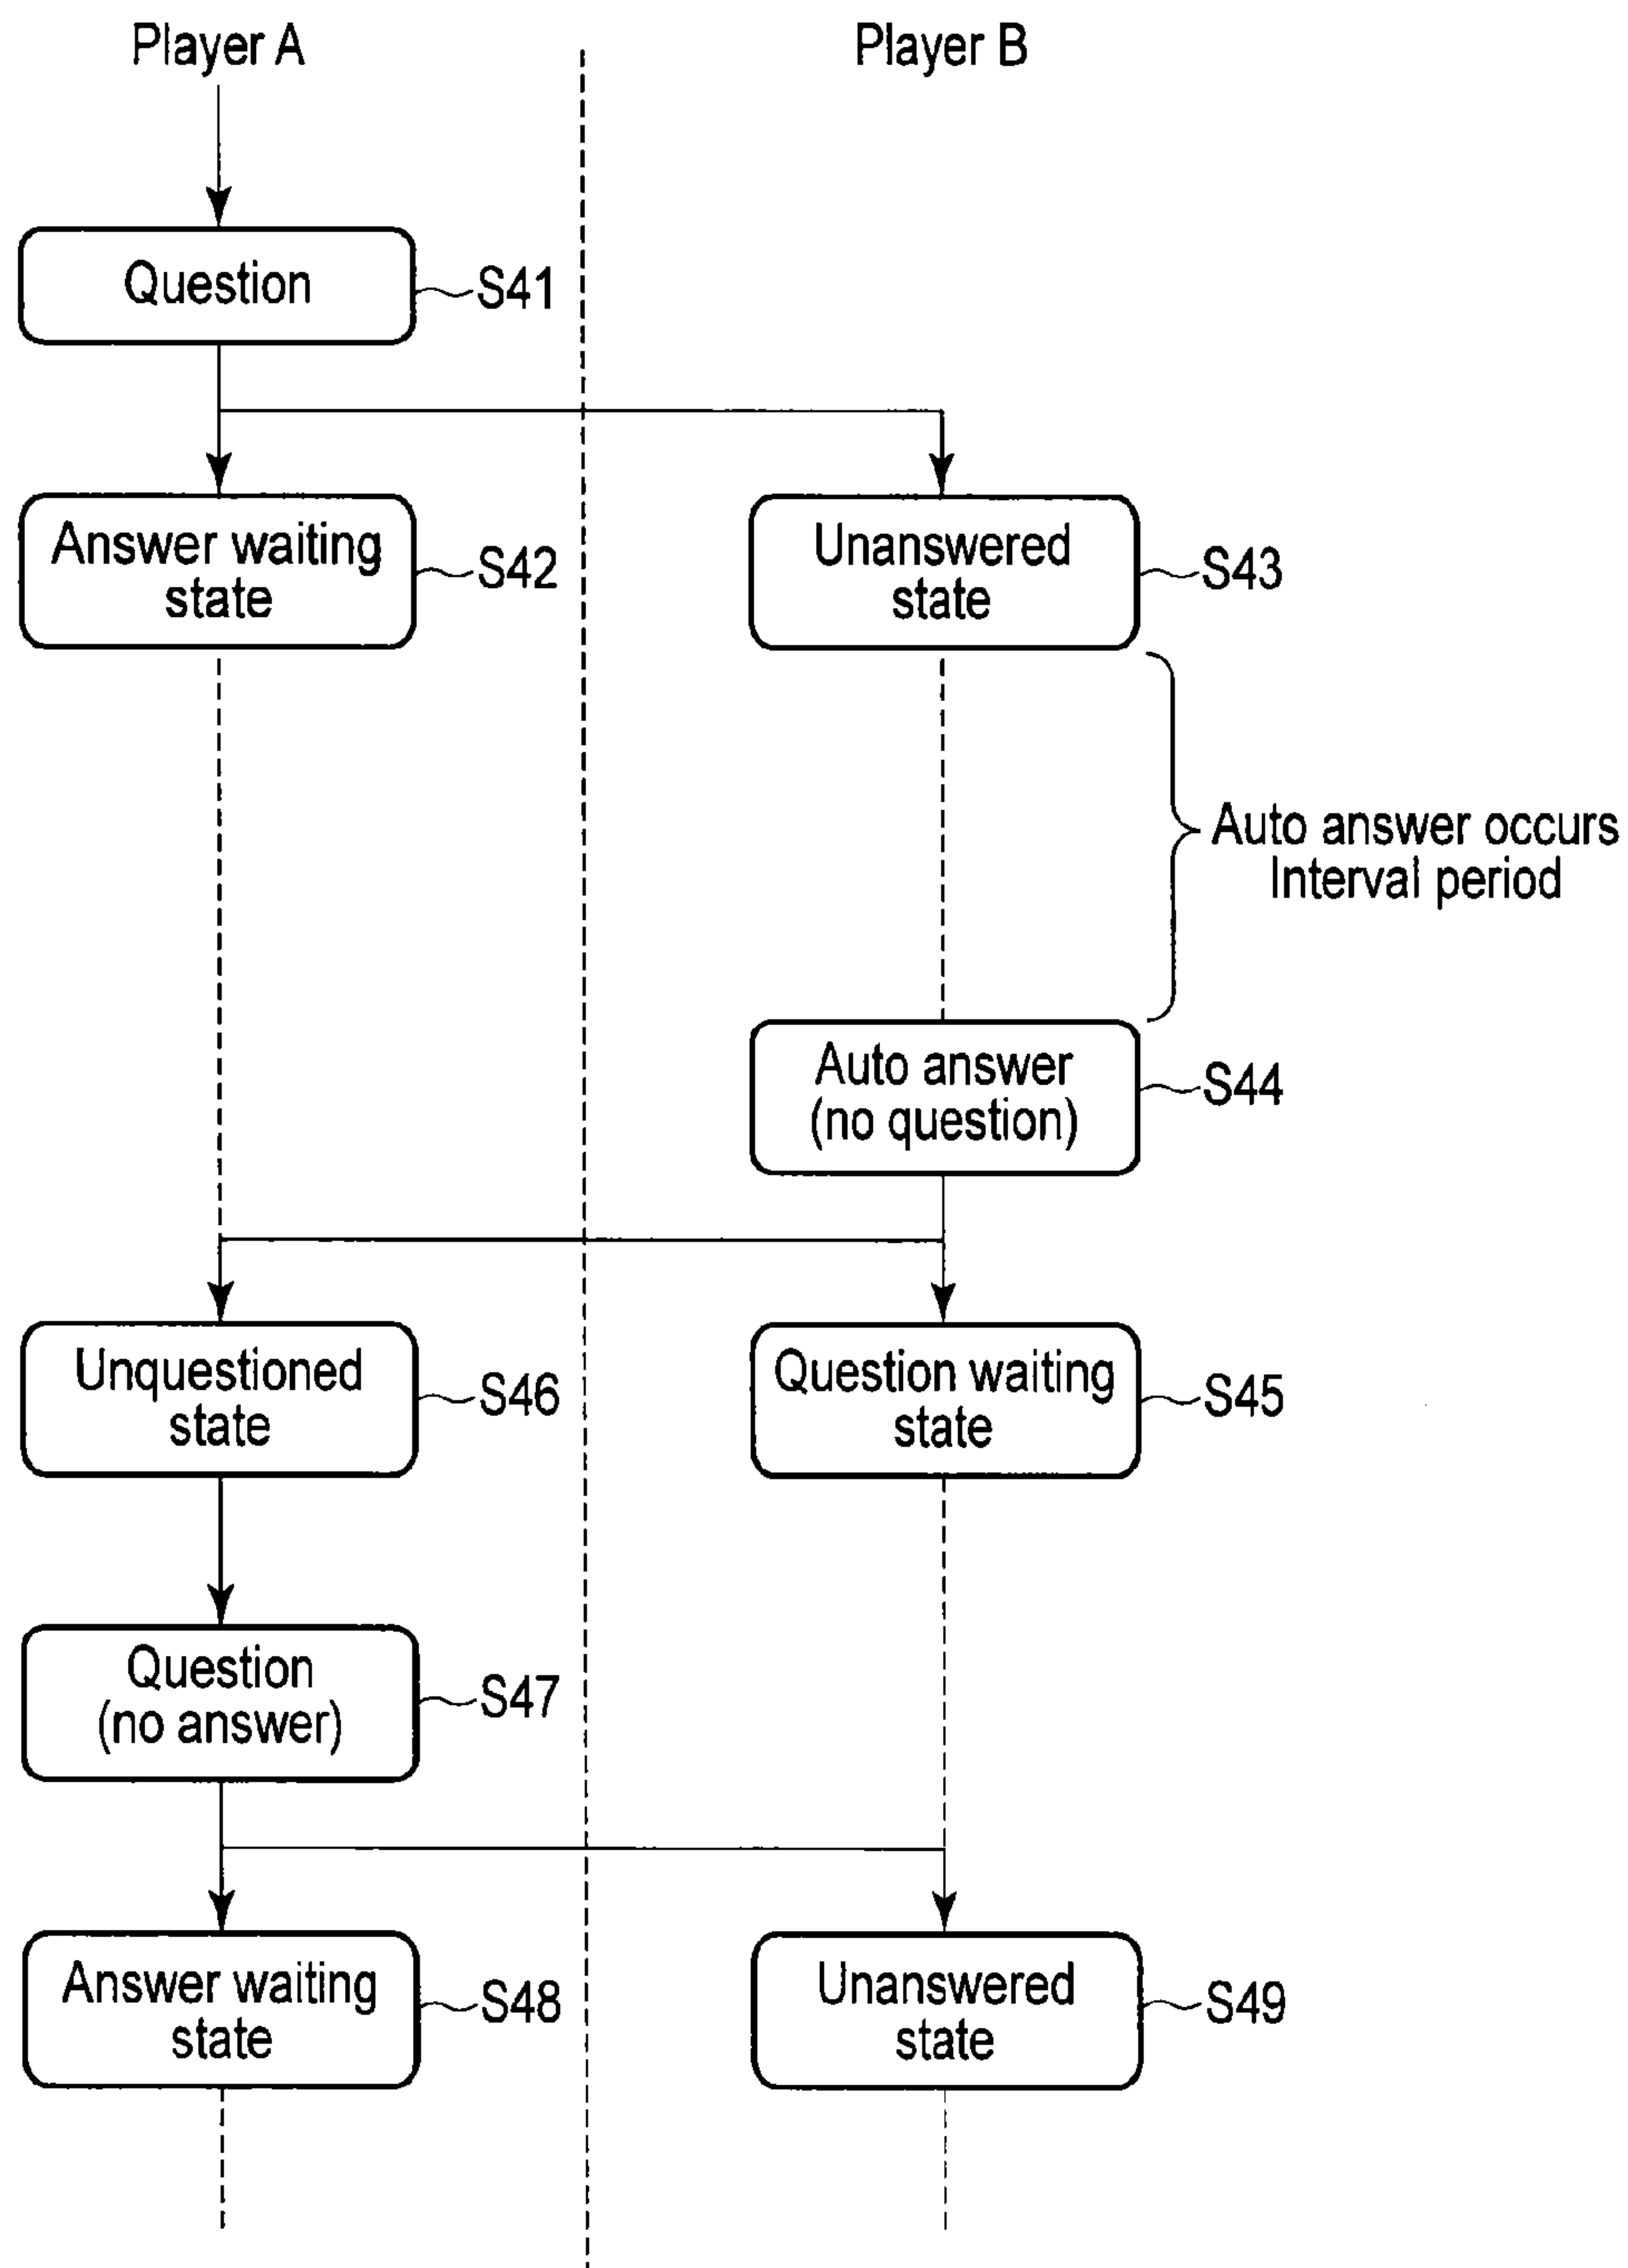 Player A
Player B
Question
S41
Answer waiting
state
S42
Unanswered
state
S43
Auto answer occurs
Interval period
Auto answer
(no question)
S44
Unquestioned
state
S46
Question waiting
state
S45
Question
(no answer)
S47
Answer waiting
state
S48
Unanswered
state
S49